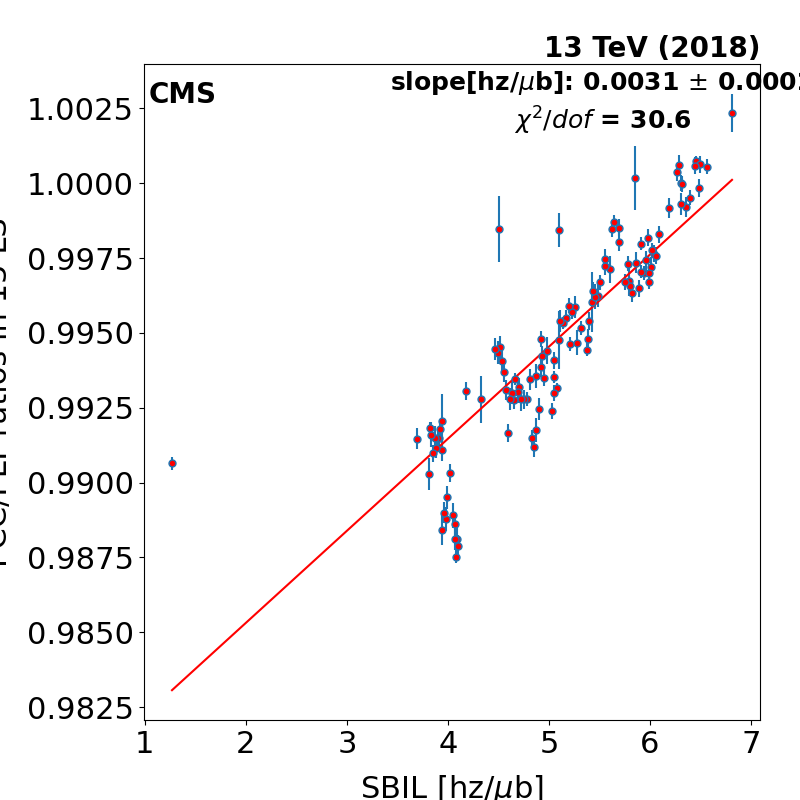 13 TeV (2018)
CMS
slope[hz/μb]: 0.0031 ± 0.000
χ²/dof = 30.6
1.0025
1.0000
0.9975
0.9950
0.9925
0.9900
0.9875
0.9850
0.9825
ratios in
1 2 3 4 5 6 7
SBIL [hz/μb]